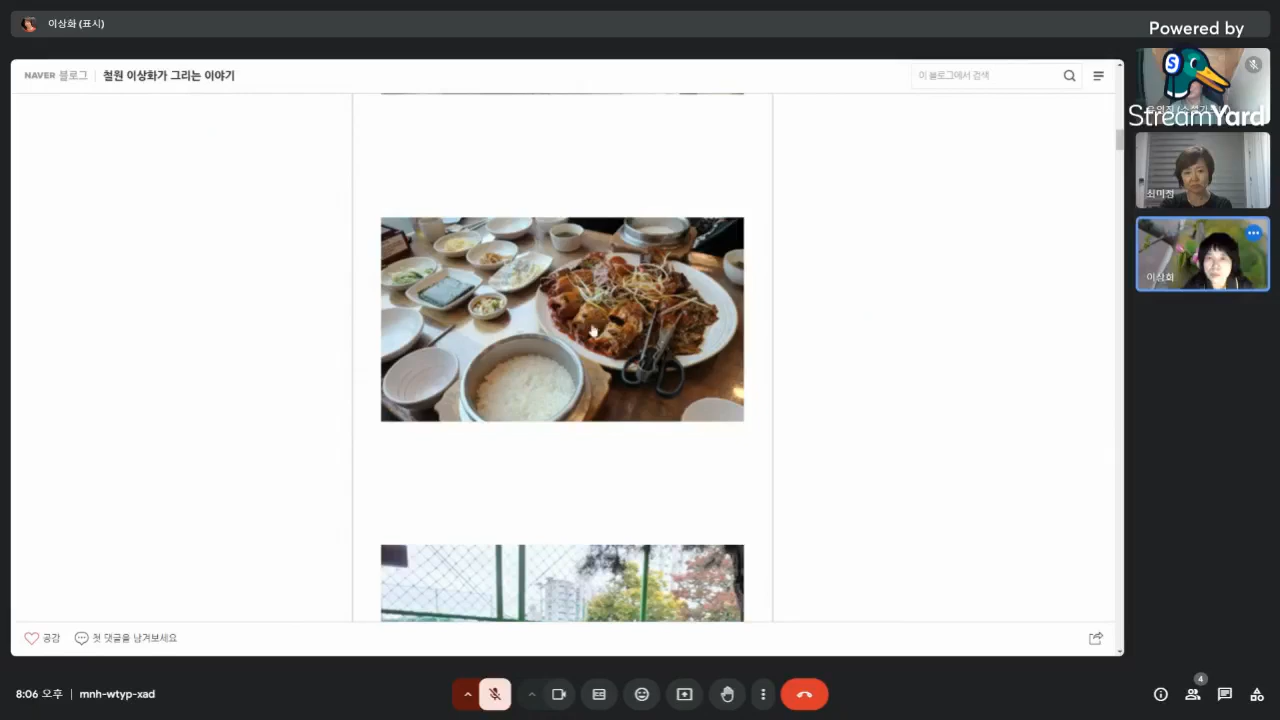 이상화 (표시)
Powered by
NAVER 블로그 | 철원 이상화가 그리는 이야기
이 블로그에서 검색
StreamYard
최미점
이상화
공감
첫 댓글을 남겨보세요
8:06 오후 | mnh-wtyp-xad
4